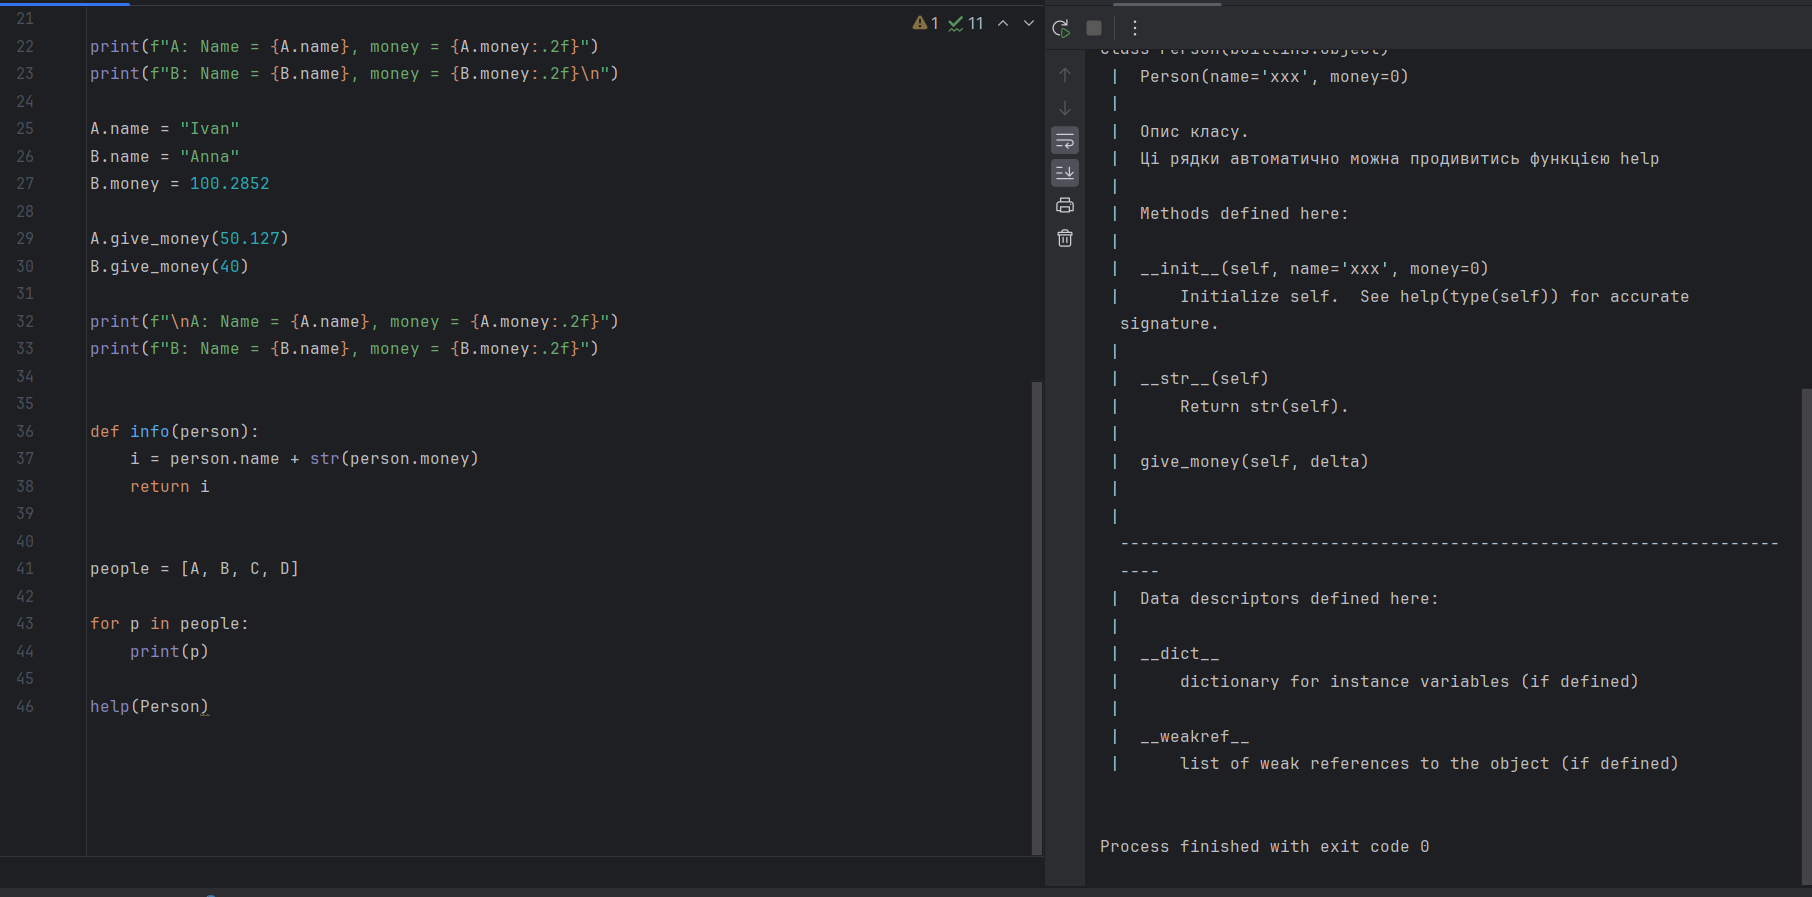 21
22 print(f"A: Name = {A.name}, money = {A.money:.2f}")
23 print(f"B: Name = {B.name}, money = {B.money:.2f}\n")
24
25 A.name = "Ivan"
26 B.name = "Anna"
27 B.money = 100.2852
28
29 A.give_money(50.127)
30 B.give_money(40)
31
32 print(f"\nA: Name = {A.name}, money = {A.money:.2f}")
33 print(f"B: Name = {B.name}, money = {B.money:.2f}")
34
35
36 def info(person):
37     i = person.name + str(person.money)
38     return i
39
40
41 people = [A, B, C, D]
42
43 for p in people:
44     print(p)
45
46 help(Person)
1 11
class Person(builtins.object)
 |  Person(name='xxx', money=0)
 |
 |  Опис класу.
 |  Ці рядки автоматично можна продивитись функцією help
 |
 |  Methods defined here:
 |
 |  __init__(self, name='xxx', money=0)
 |      Initialize self.  See help(type(self)) for accurate
  signature.
 |
 |  __str__(self)
 |      Return str(self).
 |
 |  give_money(self, delta)
 |
 |
  ------------------------------------------------------------------
  ----
 |  Data descriptors defined here:
 |
 |  __dict__
 |      dictionary for instance variables (if defined)
 |
 |  __weakref__
 |      list of weak references to the object (if defined)
Process finished with exit code 0